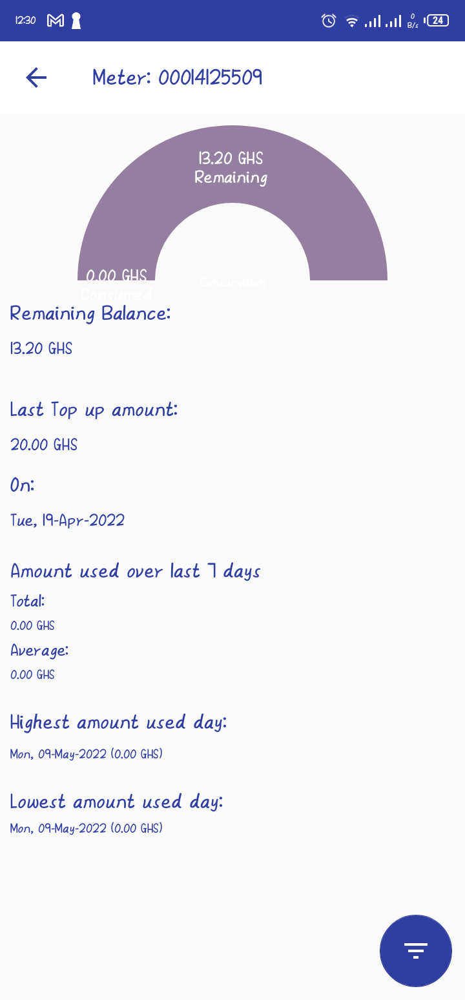 12:30
0
B/s
24
Meter: 00014125509
13.20 GHS
Remaining
0.00 GHS
Consumed
Consumption
Remaining Balance:
13.20 GHS
Last Top up amount:
20.00 GHS
On:
Tue, 19-Apr-2022
Amount used over last 7 days
Total:
0.00 GHS
Average:
0.00 GHS
Highest amount used day:
Mon, 09-May-2022 (0.00 GHS)
Lowest amount used day:
Mon, 09-May-2022 (0.00 GHS)